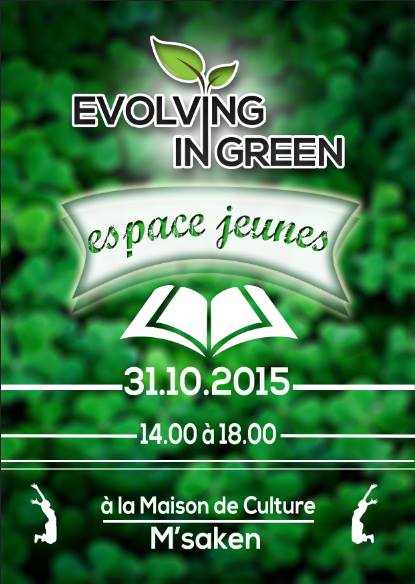 EVOLVING
IN GREEN
espace jeunes
31.10.2015
14.00 à 18.00
à la Maison de Culture
M'saken